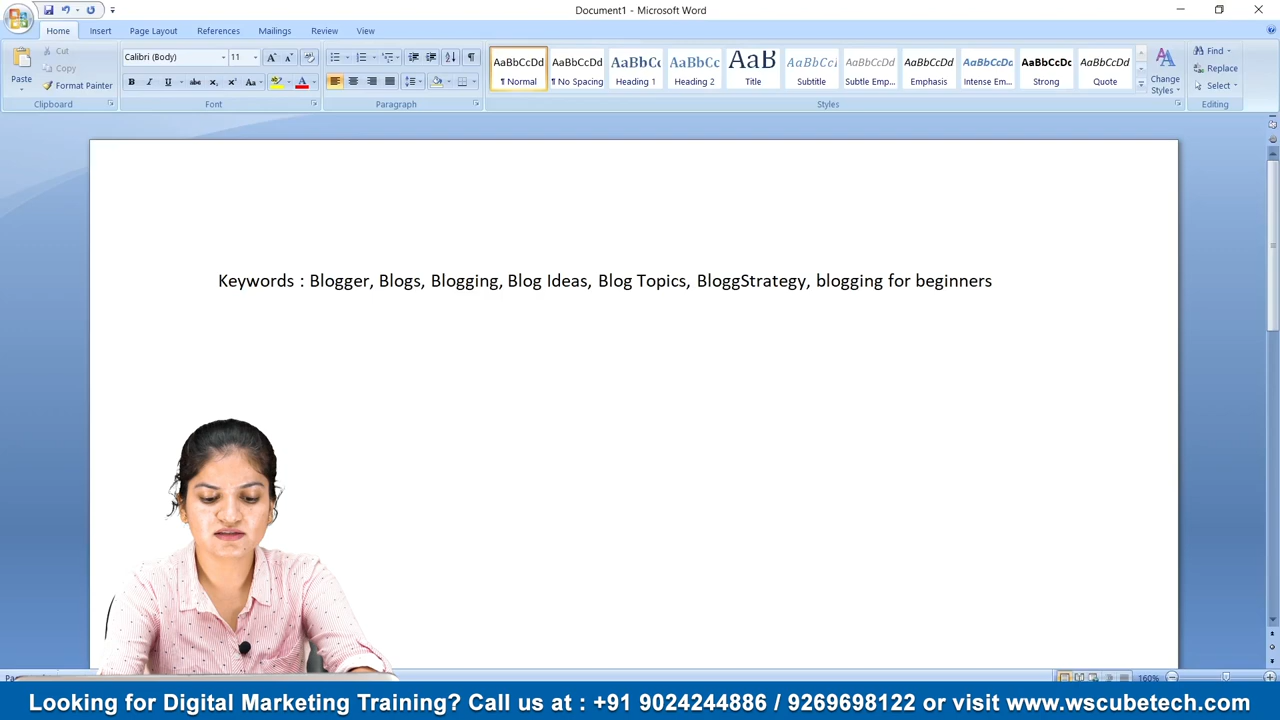 Document1 - Microsoft Word
Home Insert Page Layout References Mailings Review View
Cut
Copy
Format Painter
Paste
Clipboard
Calibri (Body) 11
Font
Paragraph
AaBbCcDd AaBbCcDd AaBbCc AaBbCc AaB AaBbCc AaBbCcDd AaBbCcDd AaBbCcDc AaBbCcDc AaBbCcDd
¶ Normal ¶ No Spacing Heading 1 Heading 2 Title Subtitle Subtle Emp... Emphasis Intense Em... Strong Quote
Styles
Change Styles
Find
Replace
Select
Editing
Keywords : Blogger, Blogs, Blogging, Blog Ideas, Blog Topics, BloggStrategy, blogging for beginners
160%
Looking for Digital Marketing Training? Call us at : +91 9024244886 / 9269698122 or visit www.wscubetech.com